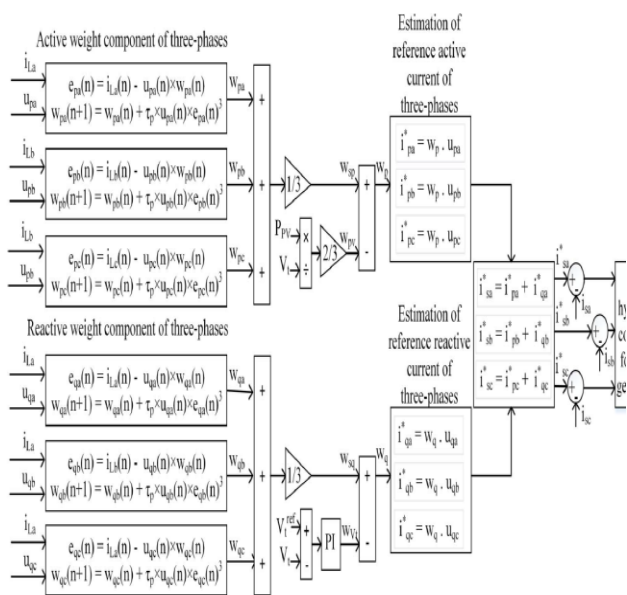 Active weight component of three-phases
i_La
u_pa
e_pa(n) = i_La(n) - u_pa(n)×w_pa(n)
w_pa(n+1) = w_pa(n) + τ_p×u_pa(n)×e_pa(n)^3
w_pa
i_Lb
u_pb
e_pb(n) = i_Lb(n) - u_pb(n)×w_pb(n)
w_pb(n+1) = w_pb(n) + τ_p×u_pb(n)×e_pb(n)^3
w_pb
i_Lb
u_pb
e_pc(n) = i_Lc(n) - u_pc(n)×w_pc(n)
w_pc(n+1) = w_pc(n) + τ_p×u_pc(n)×e_pc(n)^3
w_pc
+
+
+
1/3
w_sp
P_PV
V_t
×
÷
2/3
w_pv
+
-
w_p
Estimation of
reference active
current of
three-phases
i*_pa = w_p . u_pa
i*_pb = w_p . u_pb
i*_pc = w_p . u_pc
Reactive weight component of three-phases
i_La
u_qa
e_qa(n) = i_La(n) - u_qa(n)×w_qa(n)
w_qa(n+1) = w_qa(n) + τ_p×u_qa(n)×e_qa(n)^3
w_qa
i_La
u_qb
e_qb(n) = i_La(n) - u_qb(n)×w_qb(n)
w_qb(n+1) = w_qb(n) + τ_p×u_qb(n)×e_qb(n)^3
w_qb
i_La
u_qc
e_qc(n) = i_La(n) - u_qc(n)×w_qc(n)
w_qc(n+1) = w_qc(n) + τ_p×u_qc(n)×e_qc(n)^3
w_qc
+
+
+
1/3
w_sq
V_t^ref
V_t
+
-
PI
w_Vt
+
-
w_q
Estimation of
reference reactive
current of
three-phases
i*_qa = w_q . u_qa
i*_qb = w_q . u_qb
i*_qc = w_q . u_qc
i*_sa = i*_pa + i*_qa
i*_sb = i*_pb + i*_qb
i*_sc = i*_pc + i*_qc
i*_sa
i_sa
i*_sb
i_sb
i*_sc
i_sc
hy
co
fo
ge